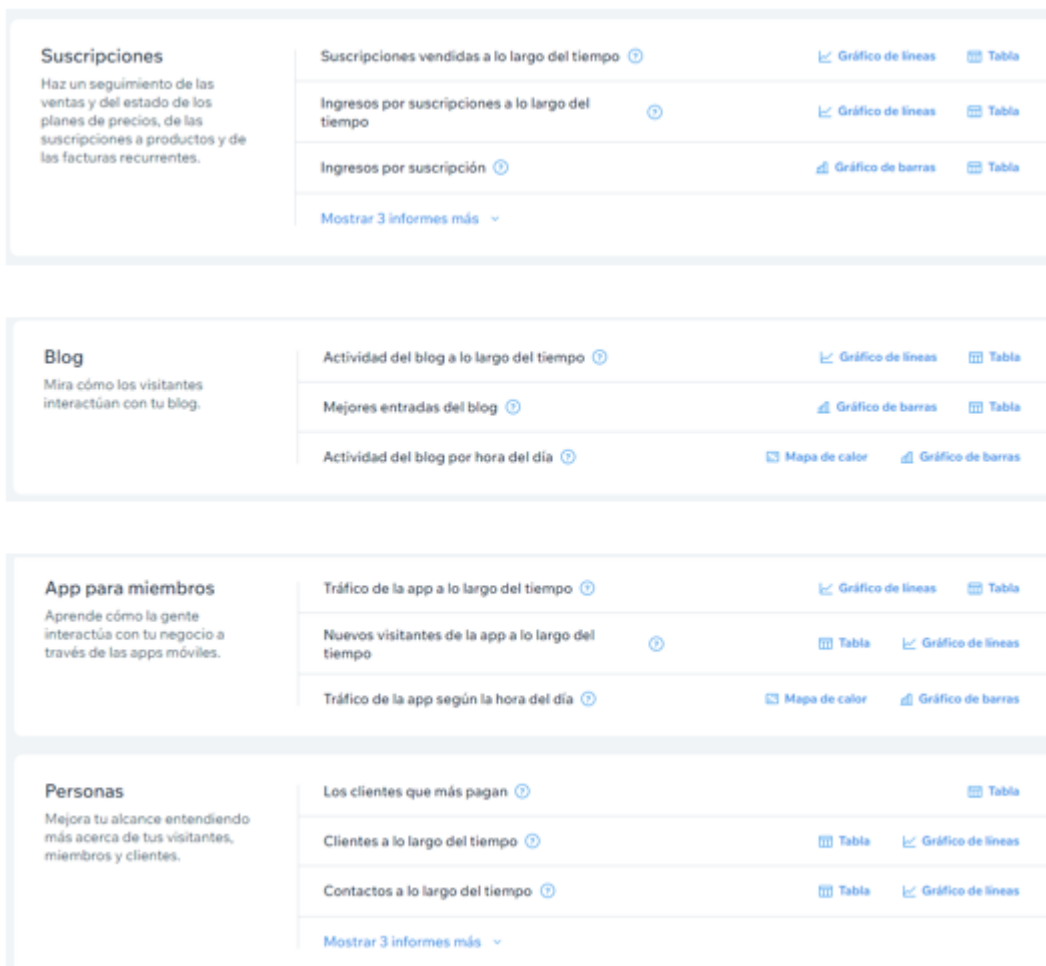 Suscripciones
Haz un seguimiento de las
ventas y del estado de los
planes de precios, de las
suscripciones a productos y de
las facturas recurrentes.
Suscripciones vendidas a lo largo del tiempo
Gráfico de líneas Tabla
Ingresos por suscripciones a lo largo del
tiempo
Gráfico de líneas Tabla
Ingresos por suscripción
Gráfico de barras Tabla
Mostrar 3 informes más
Blog
Mira cómo los visitantes
interactúan con tu blog.
Actividad del blog a lo largo del tiempo
Gráfico de líneas Tabla
Mejores entradas del blog
Gráfico de barras Tabla
Actividad del blog por hora del día
Mapa de calor Gráfico de barras
App para miembros
Aprende cómo la gente
interactúa con tu negocio a
través de las apps móviles.
Tráfico de la app a lo largo del tiempo
Gráfico de líneas Tabla
Nuevos visitantes de la app a lo largo del
tiempo
Tabla Gráfico de líneas
Tráfico de la app según la hora del día
Mapa de calor Gráfico de barras
Personas
Mejora tu alcance entendiendo
más acerca de tus visitantes,
miembros y clientes.
Los clientes que más pagan
Tabla
Clientes a lo largo del tiempo
Tabla Gráfico de líneas
Contactos a lo largo del tiempo
Tabla Gráfico de líneas
Mostrar 3 informes más